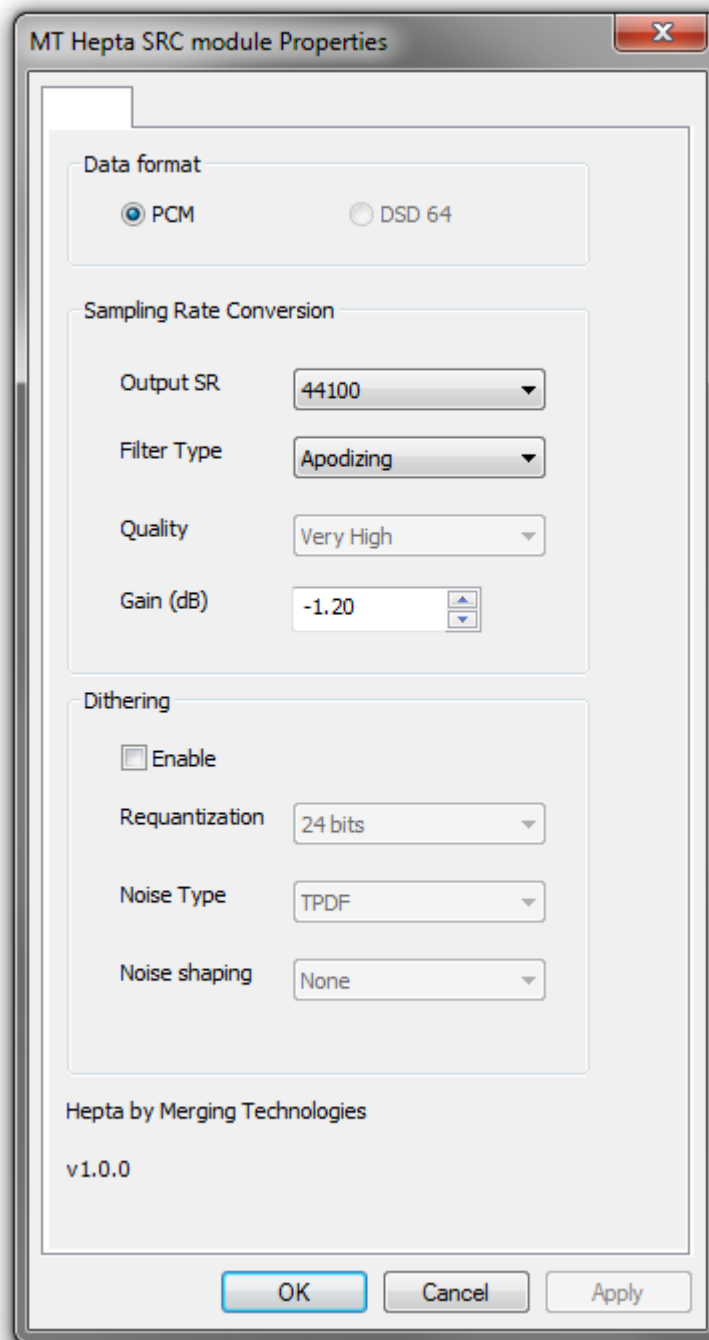 MT Hepta SRC module Properties
Data format
PCM DSD 64
Sampling Rate Conversion
Output SR 44100
Filter Type Apodizing
Quality Very High
Gain (dB) -1.20
Dithering
Enable
Requantization 24 bits
Noise Type TPDF
Noise shaping None
Hepta by Merging Technologies
v1.0.0
OK Cancel Apply